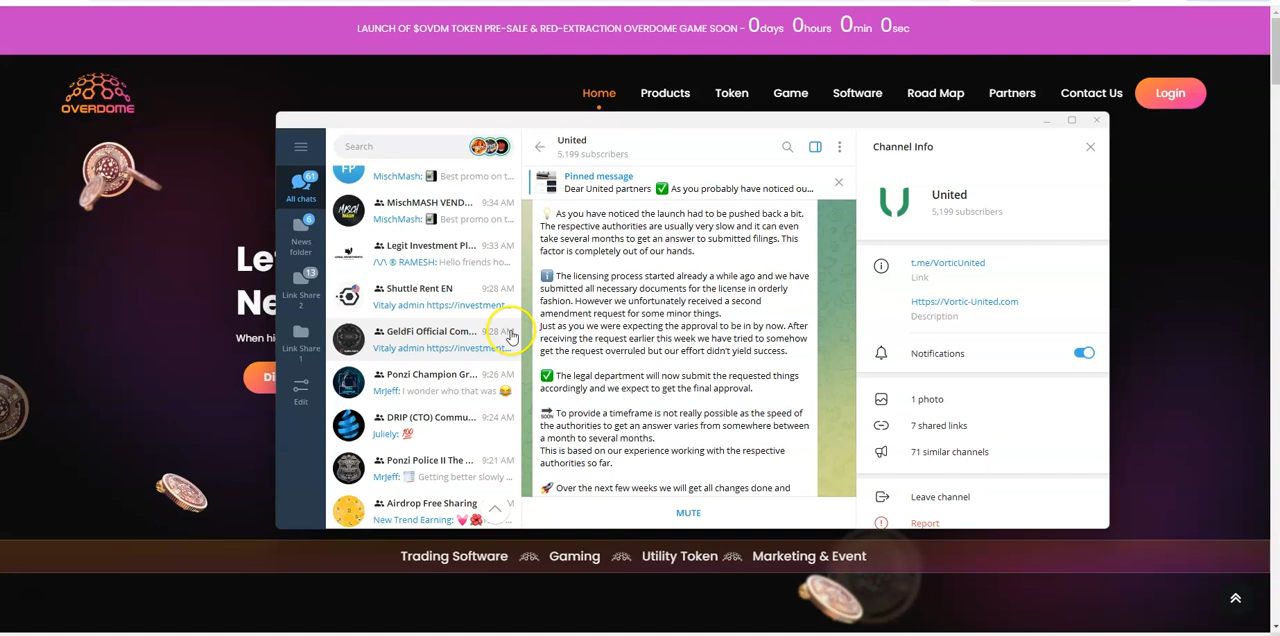 LAUNCH OF $OVDM TOKEN PRE-SALE & RED-EXTRACTION OVERDOME GAME SOON - 0days 0hours 0min 0sec
OVERDOME
Home Products Token Game Software Road Map Partners Contact Us Login
Search
61
All chats
6
News
folder
13
Link Share
2
Link Share
1
Edit
FP
MischMash: Best promo on t...
MischMASH VEND... 9:34 AM
MischMash: Best promo on t...
Legit Investment Pl... 9:33 AM
/\/\ ® RAMESH: Hello friends ho...
Shuttle Rent EN 9:28 AM
Vitaly admin https://investment...
GeldFi Official Com... 9:28 AM
Vitaly admin https://investment...
Ponzi Champion Gr... 9:26 AM
MrJeff: I wonder who that was 😂
DRIP (CTO) Commu... 9:24 AM
Juliely: 💯
Ponzi Police II The ... 9:21 AM
MrJeff: Getting better slowly ...
Airdrop Free Sharing
New Trend Earning: 💓🌺
United
5,199 subscribers
Pinned message
Dear United partners ✅ As you probably have noticed ou...
💡 As you have noticed the launch had to be pushed back a bit.
The respective authorities are usually very slow and it can even
take several months to get an answer to submitted filings. This
factor is completely out of our hands.
ℹ️ The licensing process started already a while ago and we have
submitted all necessary documents for the license in orderly
fashion. However we unfortunately received a second
amendment request for some minor things.
Just as you we were expecting the approval to be in by now. After
receiving the request earlier this week we have tried to somehow
get the request overruled but our effort didn't yield success.
✅ The legal department will now submit the requested things
accordingly and we expect to get the final approval.
🔜 To provide a timeframe is not really possible as the speed of
the authorities to get an answer varies from somewhere between
a month to several months.
This is based on our experience working with the respective
authorities so far.
🚀 Over the next few weeks we will get all changes done and
MUTE
Channel Info
United
5,199 subscribers
t.me/VorticUnited
Link
Https://Vortic-United.com
Description
Notifications
1 photo
7 shared links
71 similar channels
Leave channel
Report
Le
Ne
When hi
Di
Trading Software Gaming Utility Token Marketing & Event